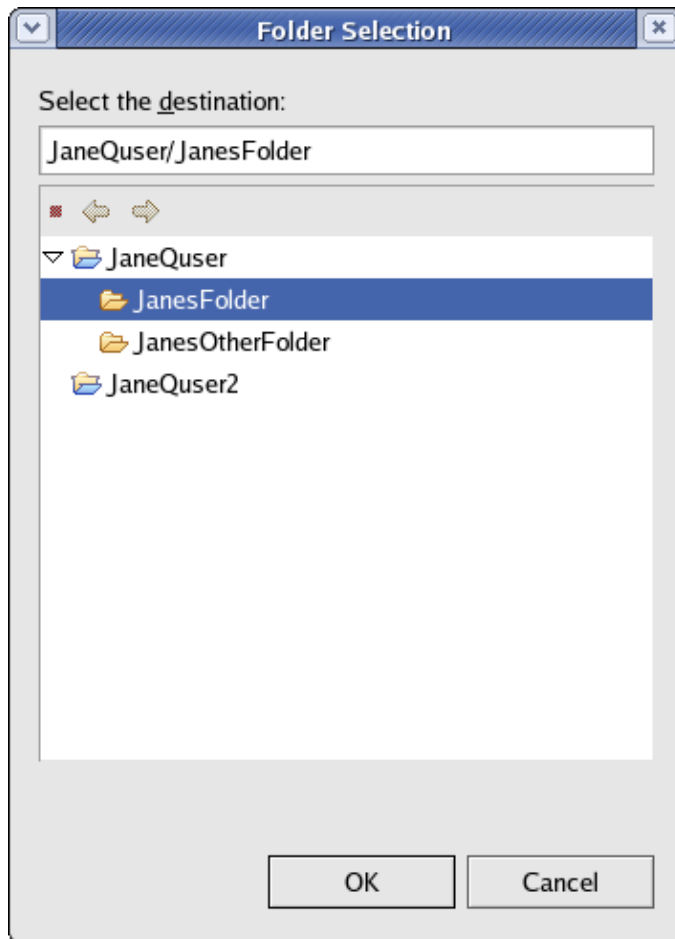 Folder Selection
Select the destination:
JaneQuser/JanesFolder
JaneQuser
JanesFolder
JanesOtherFolder
JaneQuser2
OK
Cancel